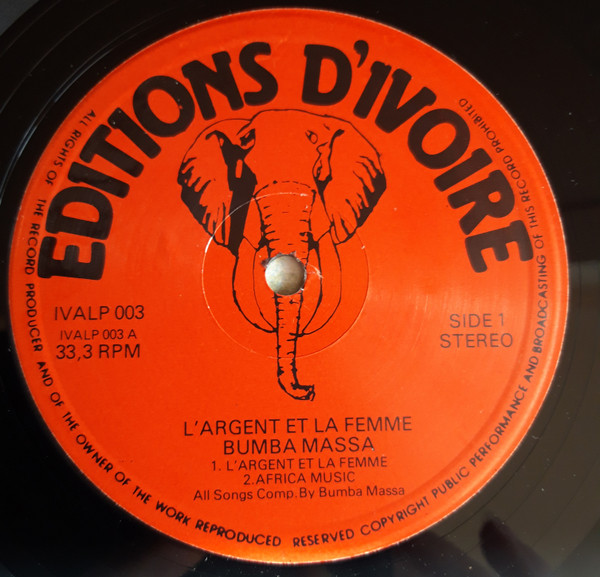 EDITIONS D'IVOIRE
ALL RIGHTS OF THE RECORD PRODUCER AND OF THE OWNER OF THE WORK REPRODUCED RESERVED COPYRIGHT PUBLIC PERFORMANCE AND BROADCASTING OF THIS RECORD PROHIBITED
IVALP 003
IVALP 003 A
33,3 RPM
SIDE 1
STEREO
L'ARGENT ET LA FEMME
BUMBA MASSA
1. L'ARGENT ET LA FEMME
2.AFRICA MUSIC
All Songs Comp. By Bumba Massa